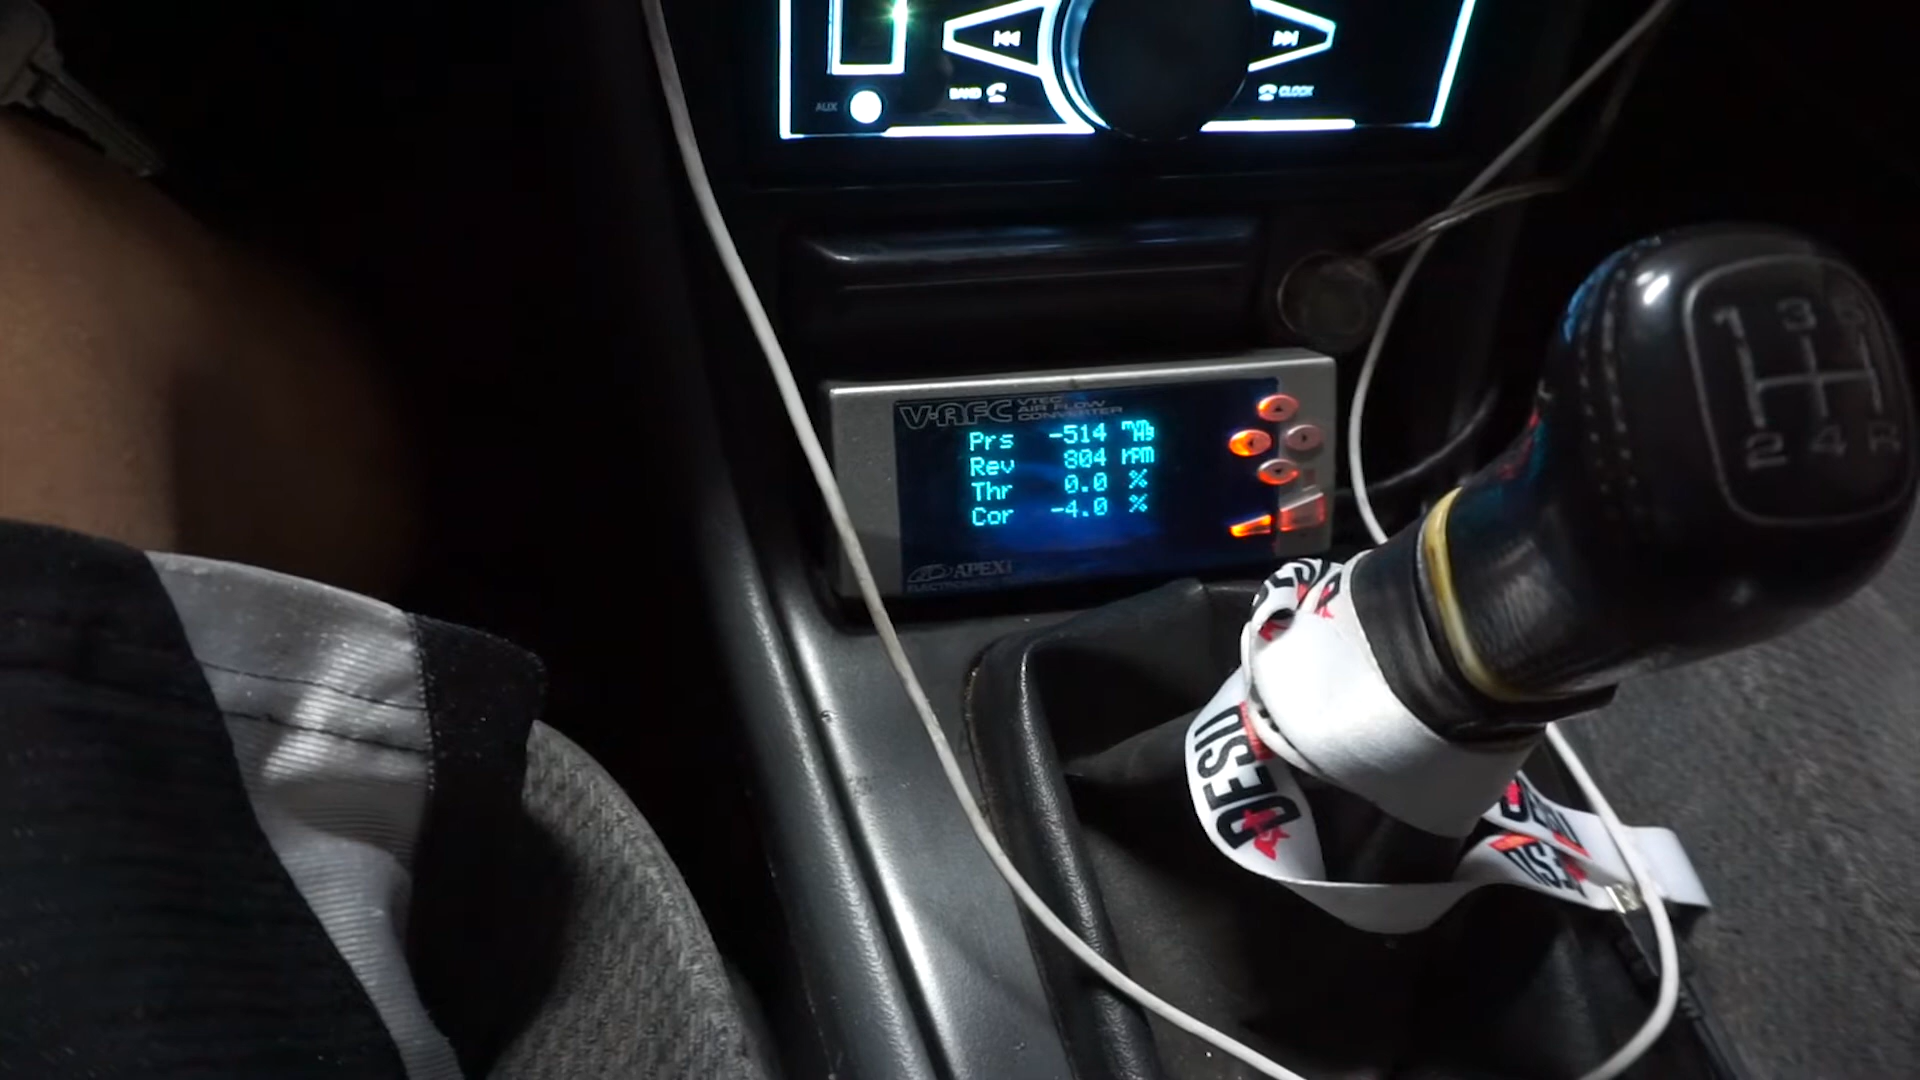 AUX
BAND
CLOCK
V-AFC VTEC
AIR FLOW
CONVERTER
Prs -514 mmHg
Rev 804 rpm
Thr 0.0 %
Cor -4.0 %
APEXi
ELECTRONICS
1 3 5
2 4 R